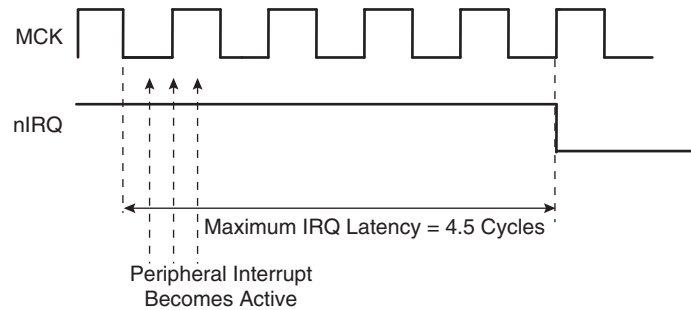 MCK
nIRQ
Maximum IRQ Latency = 4.5 Cycles
Peripheral Interrupt
Becomes Active